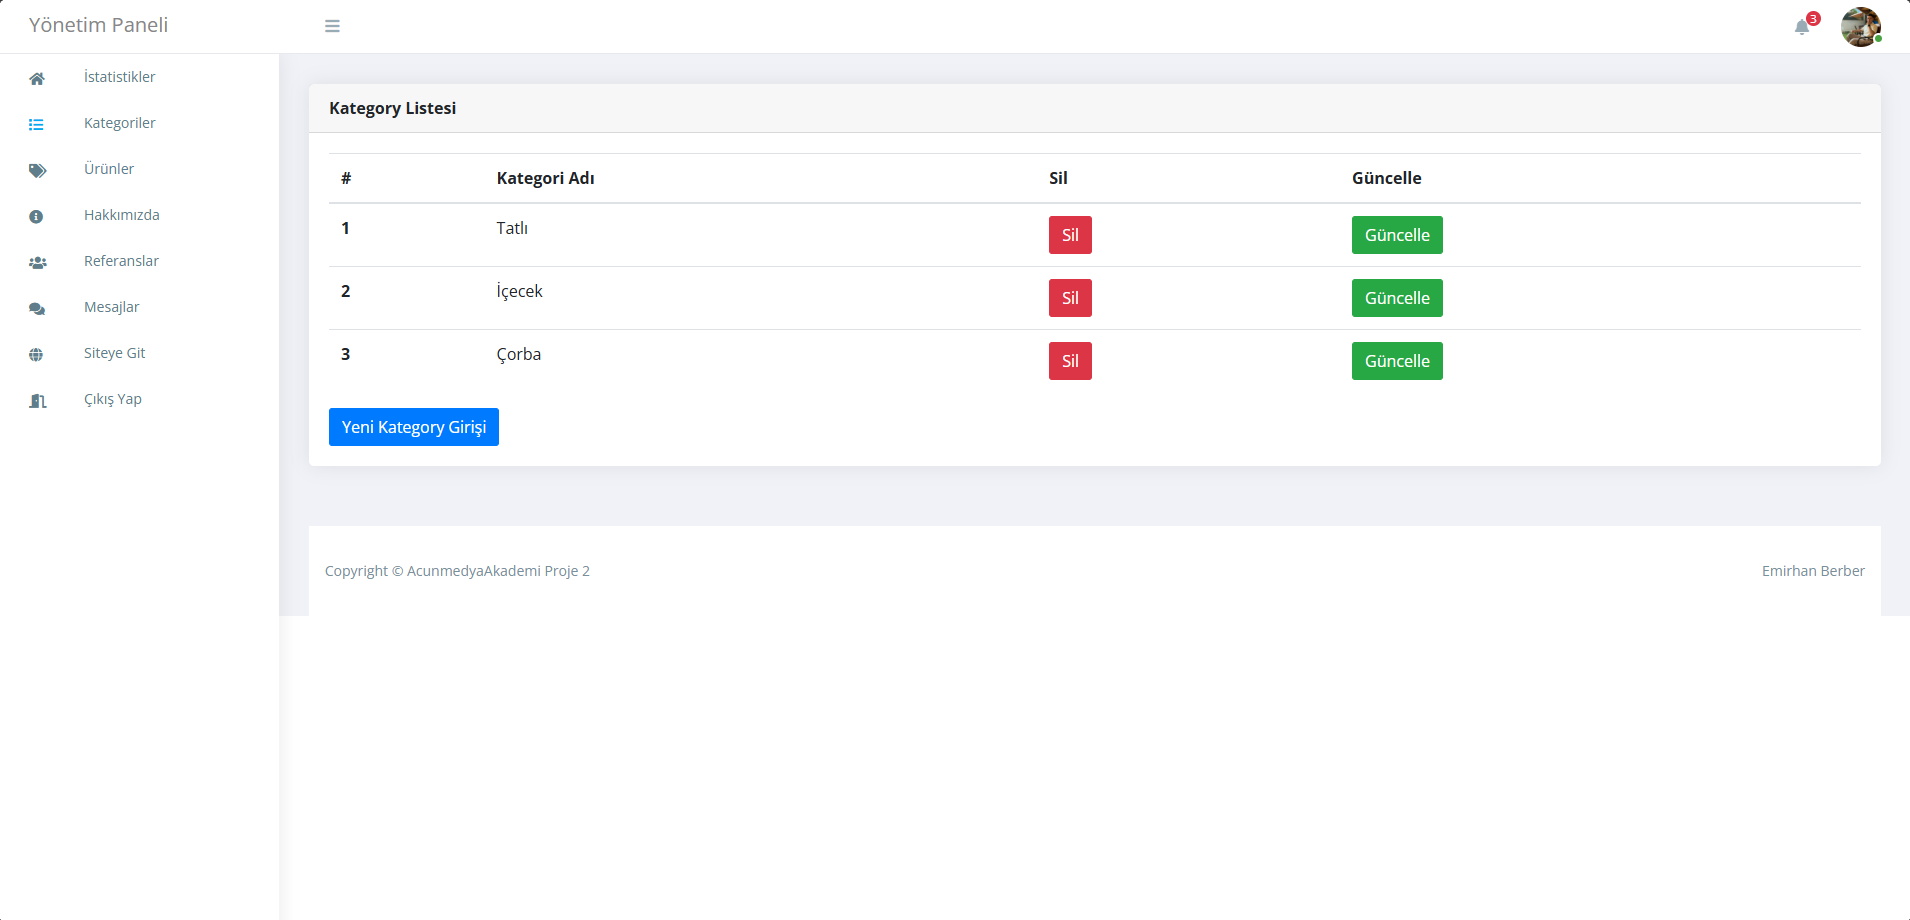 Yönetim Paneli
3
İstatistikler
Kategoriler
Ürünler
Hakkımızda
Referanslar
Mesajlar
Siteye Git
Çıkış Yap
Kategory Listesi
# Kategori Adı Sil Güncelle
1 Tatlı Sil Güncelle
2 İçecek Sil Güncelle
3 Çorba Sil Güncelle
Yeni Kategory Girişi
Copyright © AcunmedyaAkademi Proje 2 Emirhan Berber